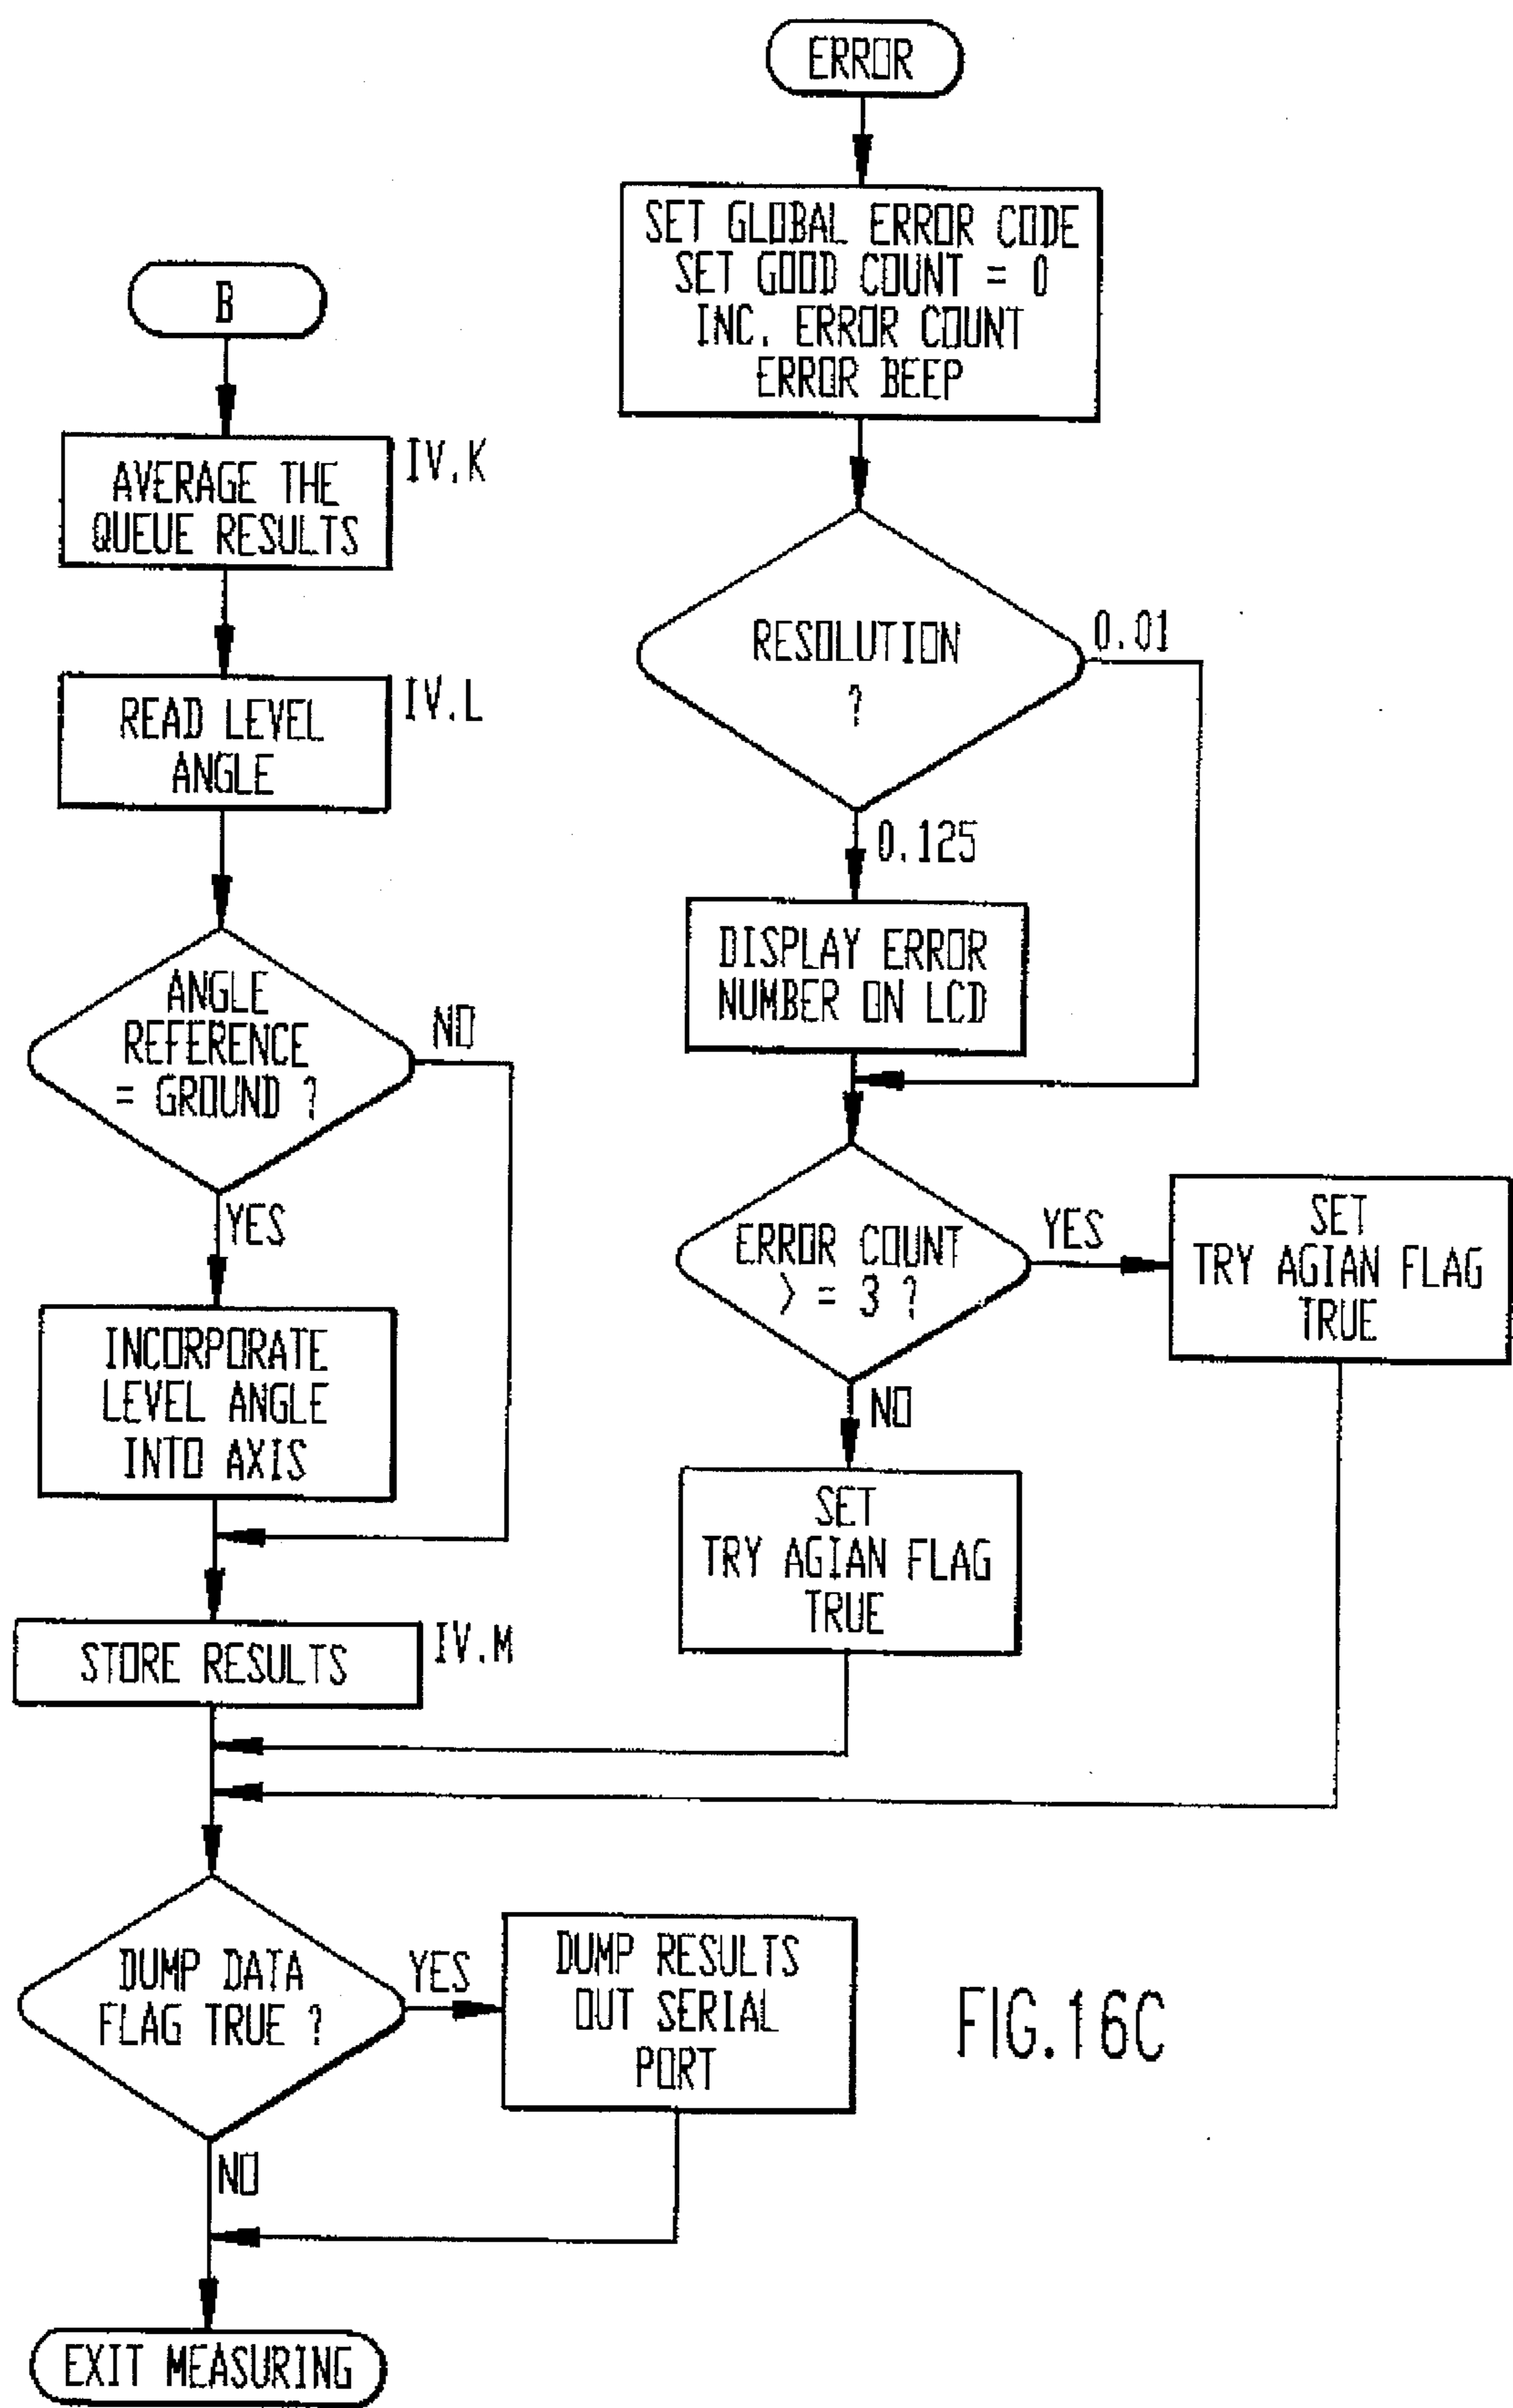 ERROR
SET GLOBAL ERROR CODE
SET GOOD COUNT = 0
INC. ERROR COUNT
ERROR BEEP
RESOLUTION
?
0.01
0.125
DISPLAY ERROR
NUMBER ON LCD
ERROR COUNT
> = 3 ?
YES
SET
TRY AGIAN FLAG
TRUE
NO
SET
TRY AGIAN FLAG
TRUE
B
AVERAGE THE
QUEUE RESULTS
IV.K
READ LEVEL
ANGLE
IV.L
ANGLE
REFERENCE
= GROUND ?
NO
YES
INCORPORATE
LEVEL ANGLE
INTO AXIS
STORE RESULTS
IV.M
DUMP DATA
FLAG TRUE ?
YES
DUMP RESULTS
OUT SERIAL
PORT
NO
EXIT MEASURING
FIG.16C